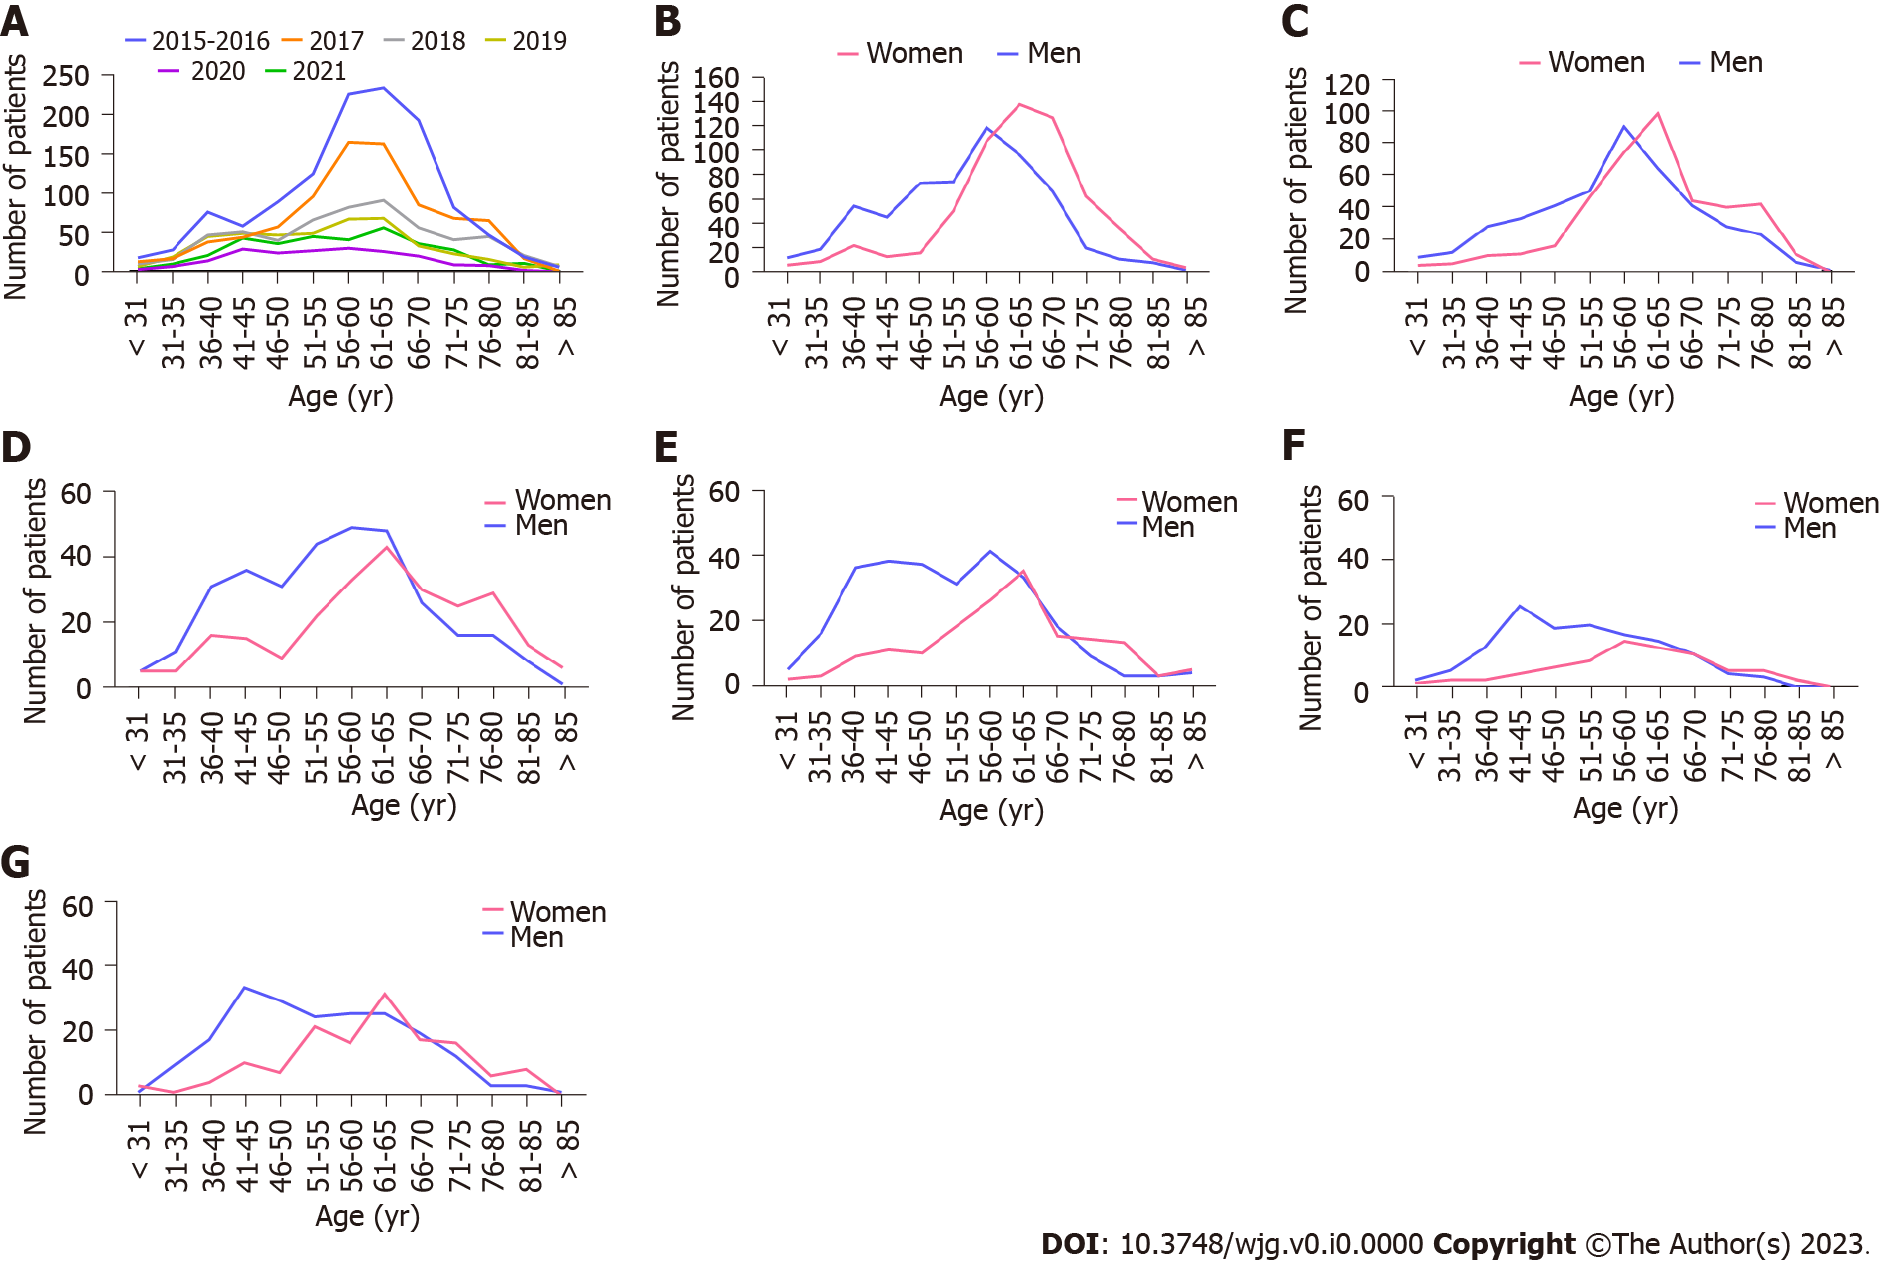 A
2015-2016 2017 2018 2019
2020 2021
Number of patients
250
200
150
100
50
0
< 31 31-35 36-40 41-45 46-50 51-55 56-60 61-65 66-70 71-75 76-80 81-85 > 85
Age (yr)
B
Women Men
Number of patients
160
140
120
100
80
60
40
20
0
< 31 31-35 36-40 41-45 46-50 51-55 56-60 61-65 66-70 71-75 76-80 81-85 > 85
Age (yr)
C
Women Men
Number of patients
120
100
80
60
40
20
0
< 31 31-35 36-40 41-45 46-50 51-55 56-60 61-65 66-70 71-75 76-80 81-85 > 85
Age (yr)
D
Women
Men
Number of patients
60
40
20
0
< 31 31-35 36-40 41-45 46-50 51-55 56-60 61-65 66-70 71-75 76-80 81-85 > 85
Age (yr)
E
Women
Men
Number of patients
60
40
20
0
< 31 31-35 36-40 41-45 46-50 51-55 56-60 61-65 66-70 71-75 76-80 81-85 > 85
Age (yr)
F
Women
Men
Number of patients
60
40
20
0
< 31 31-35 36-40 41-45 46-50 51-55 56-60 61-65 66-70 71-75 76-80 81-85 > 85
Age (yr)
G
Women
Men
Number of patients
60
40
20
0
< 31 31-35 36-40 41-45 46-50 51-55 56-60 61-65 66-70 71-75 76-80 81-85 > 85
Age (yr)
DOI: 10.3748/wjg.v0.i0.0000 Copyright ©The Author(s) 2023.